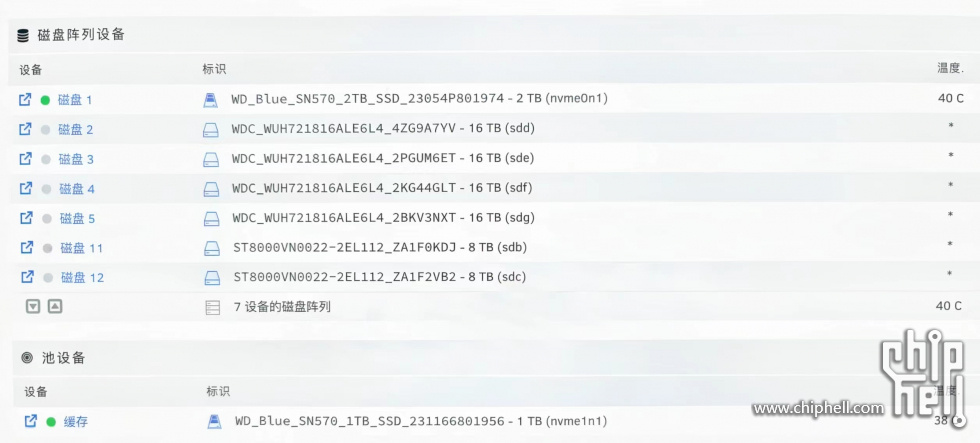 磁盘阵列设备
设备 标识 温度.
磁盘 1 WD_Blue_SN570_2TB_SSD_23054P801974 - 2 TB (nvme0n1) 40 C
磁盘 2 WDC_WUH721816ALE6L4_4ZG9A7YV - 16 TB (sdd) *
磁盘 3 WDC_WUH721816ALE6L4_2PGUM6ET - 16 TB (sde) *
磁盘 4 WDC_WUH721816ALE6L4_2KG44GLT - 16 TB (sdf) *
磁盘 5 WDC_WUH721816ALE6L4_2BKV3NXT - 16 TB (sdg) *
磁盘 11 ST8000VN0022-2EL112_ZA1F0KDJ - 8 TB (sdb) *
磁盘 12 ST8000VN0022-2EL112_ZA1F2VB2 - 8 TB (sdc) *
7 设备的磁盘阵列 40 C
池设备
设备 标识 温度.
缓存 WD_Blue_SN570_1TB_SSD_231166801956 - 1 TB (nvme1n1) 38 C
www.chiphell.com
chip
hell